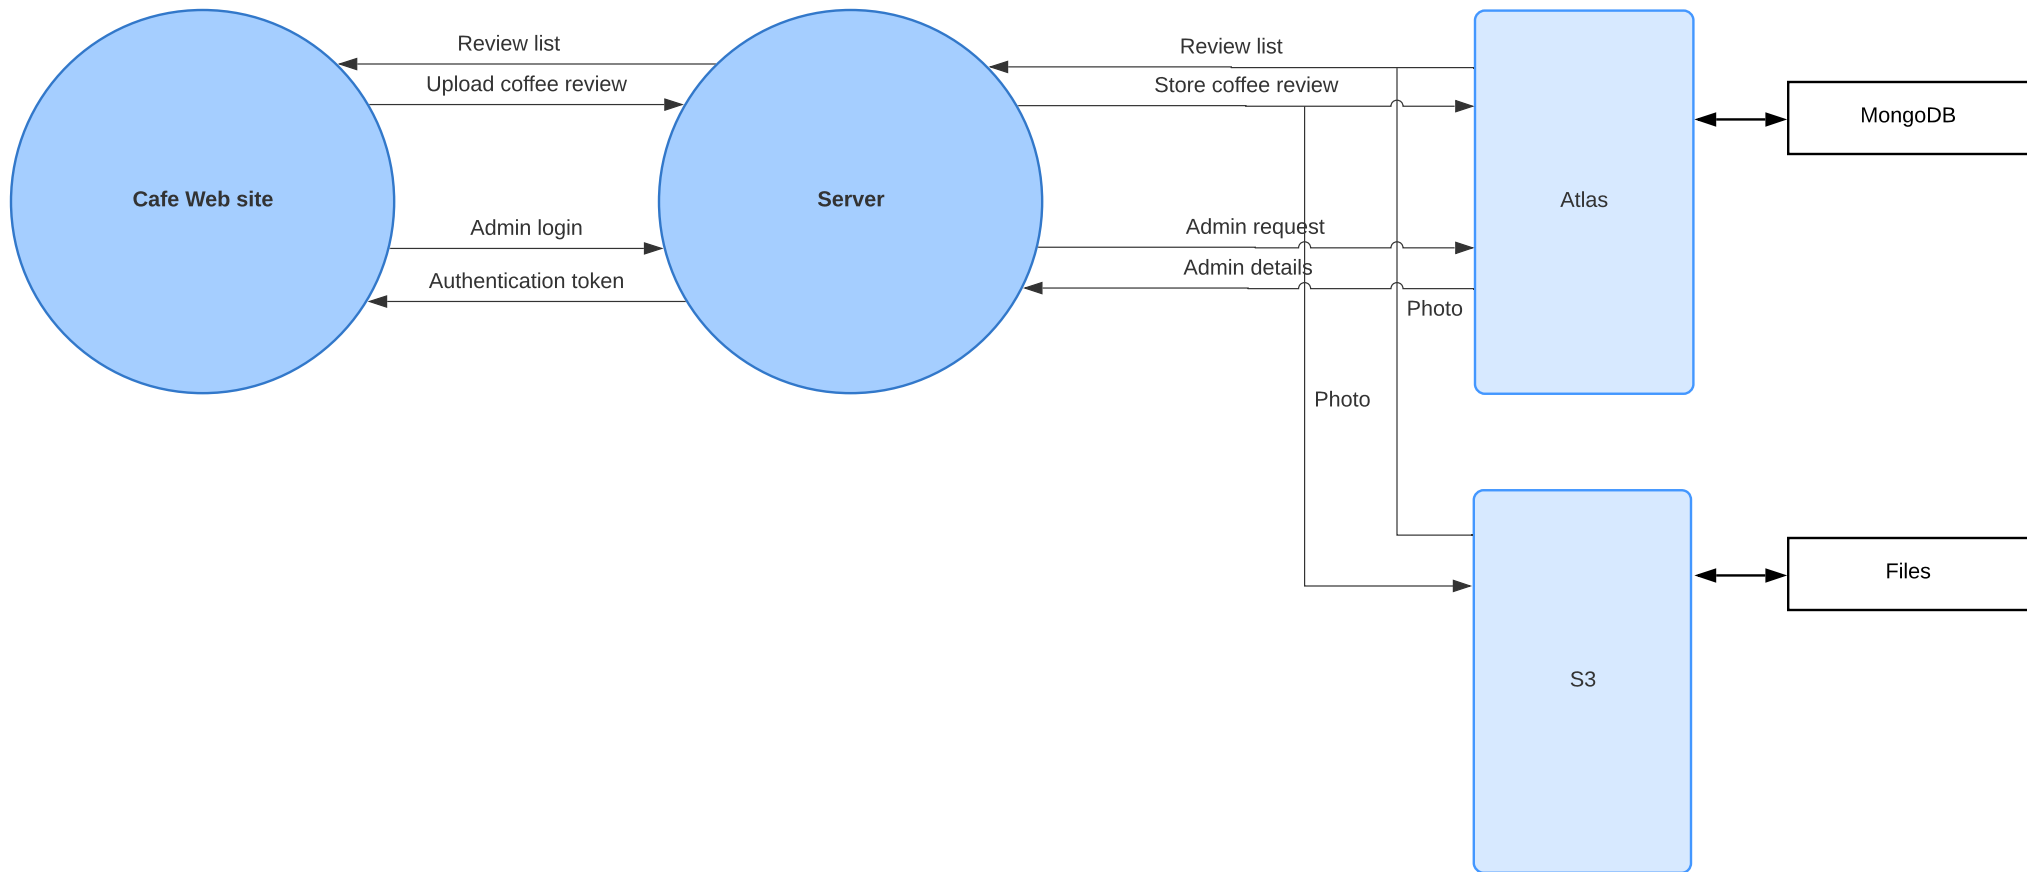 Review list
Upload coffee review
Cafe Web site
Admin login
Authentication token
Server
Review list
Store coffee review
Admin request
Admin details
Photo
Photo
Atlas
MongoDB
S3
Files